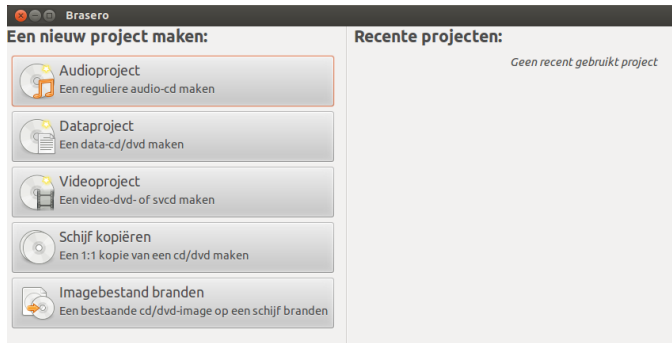 Brasero
Een nieuw project maken:
Audioproject
Een reguliere audio-cd maken
Dataproject
Een data-cd/dvd maken
Videoproject
Een video-dvd- of svcd maken
Schijf kopiëren
Een 1:1 kopie van een cd/dvd maken
Imagebestand branden
Een bestaande cd/dvd-image op een schijf branden
Recente projecten:
Geen recent gebruikt project